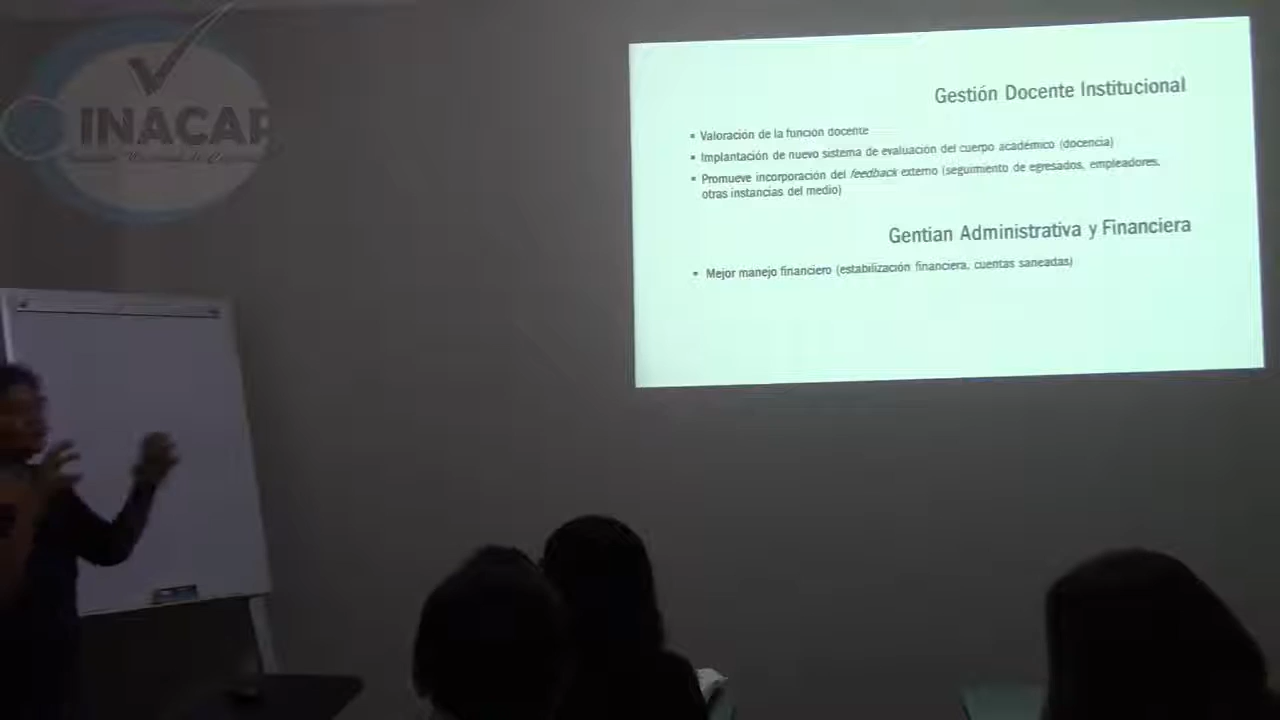 INACAP
Gestión Docente Institucional
▪ Valoración de la función docente
▪ Implantación de nuevo sistema de evaluación del cuerpo académico (docencia)
▪ Promueve incorporación del feedback externo (seguimiento de egresados, empleadores,
otras instancias del medio)
Gentian Administrativa y Financiera
▪ Mejor manejo financiero (estabilización financiera, cuentas saneadas)